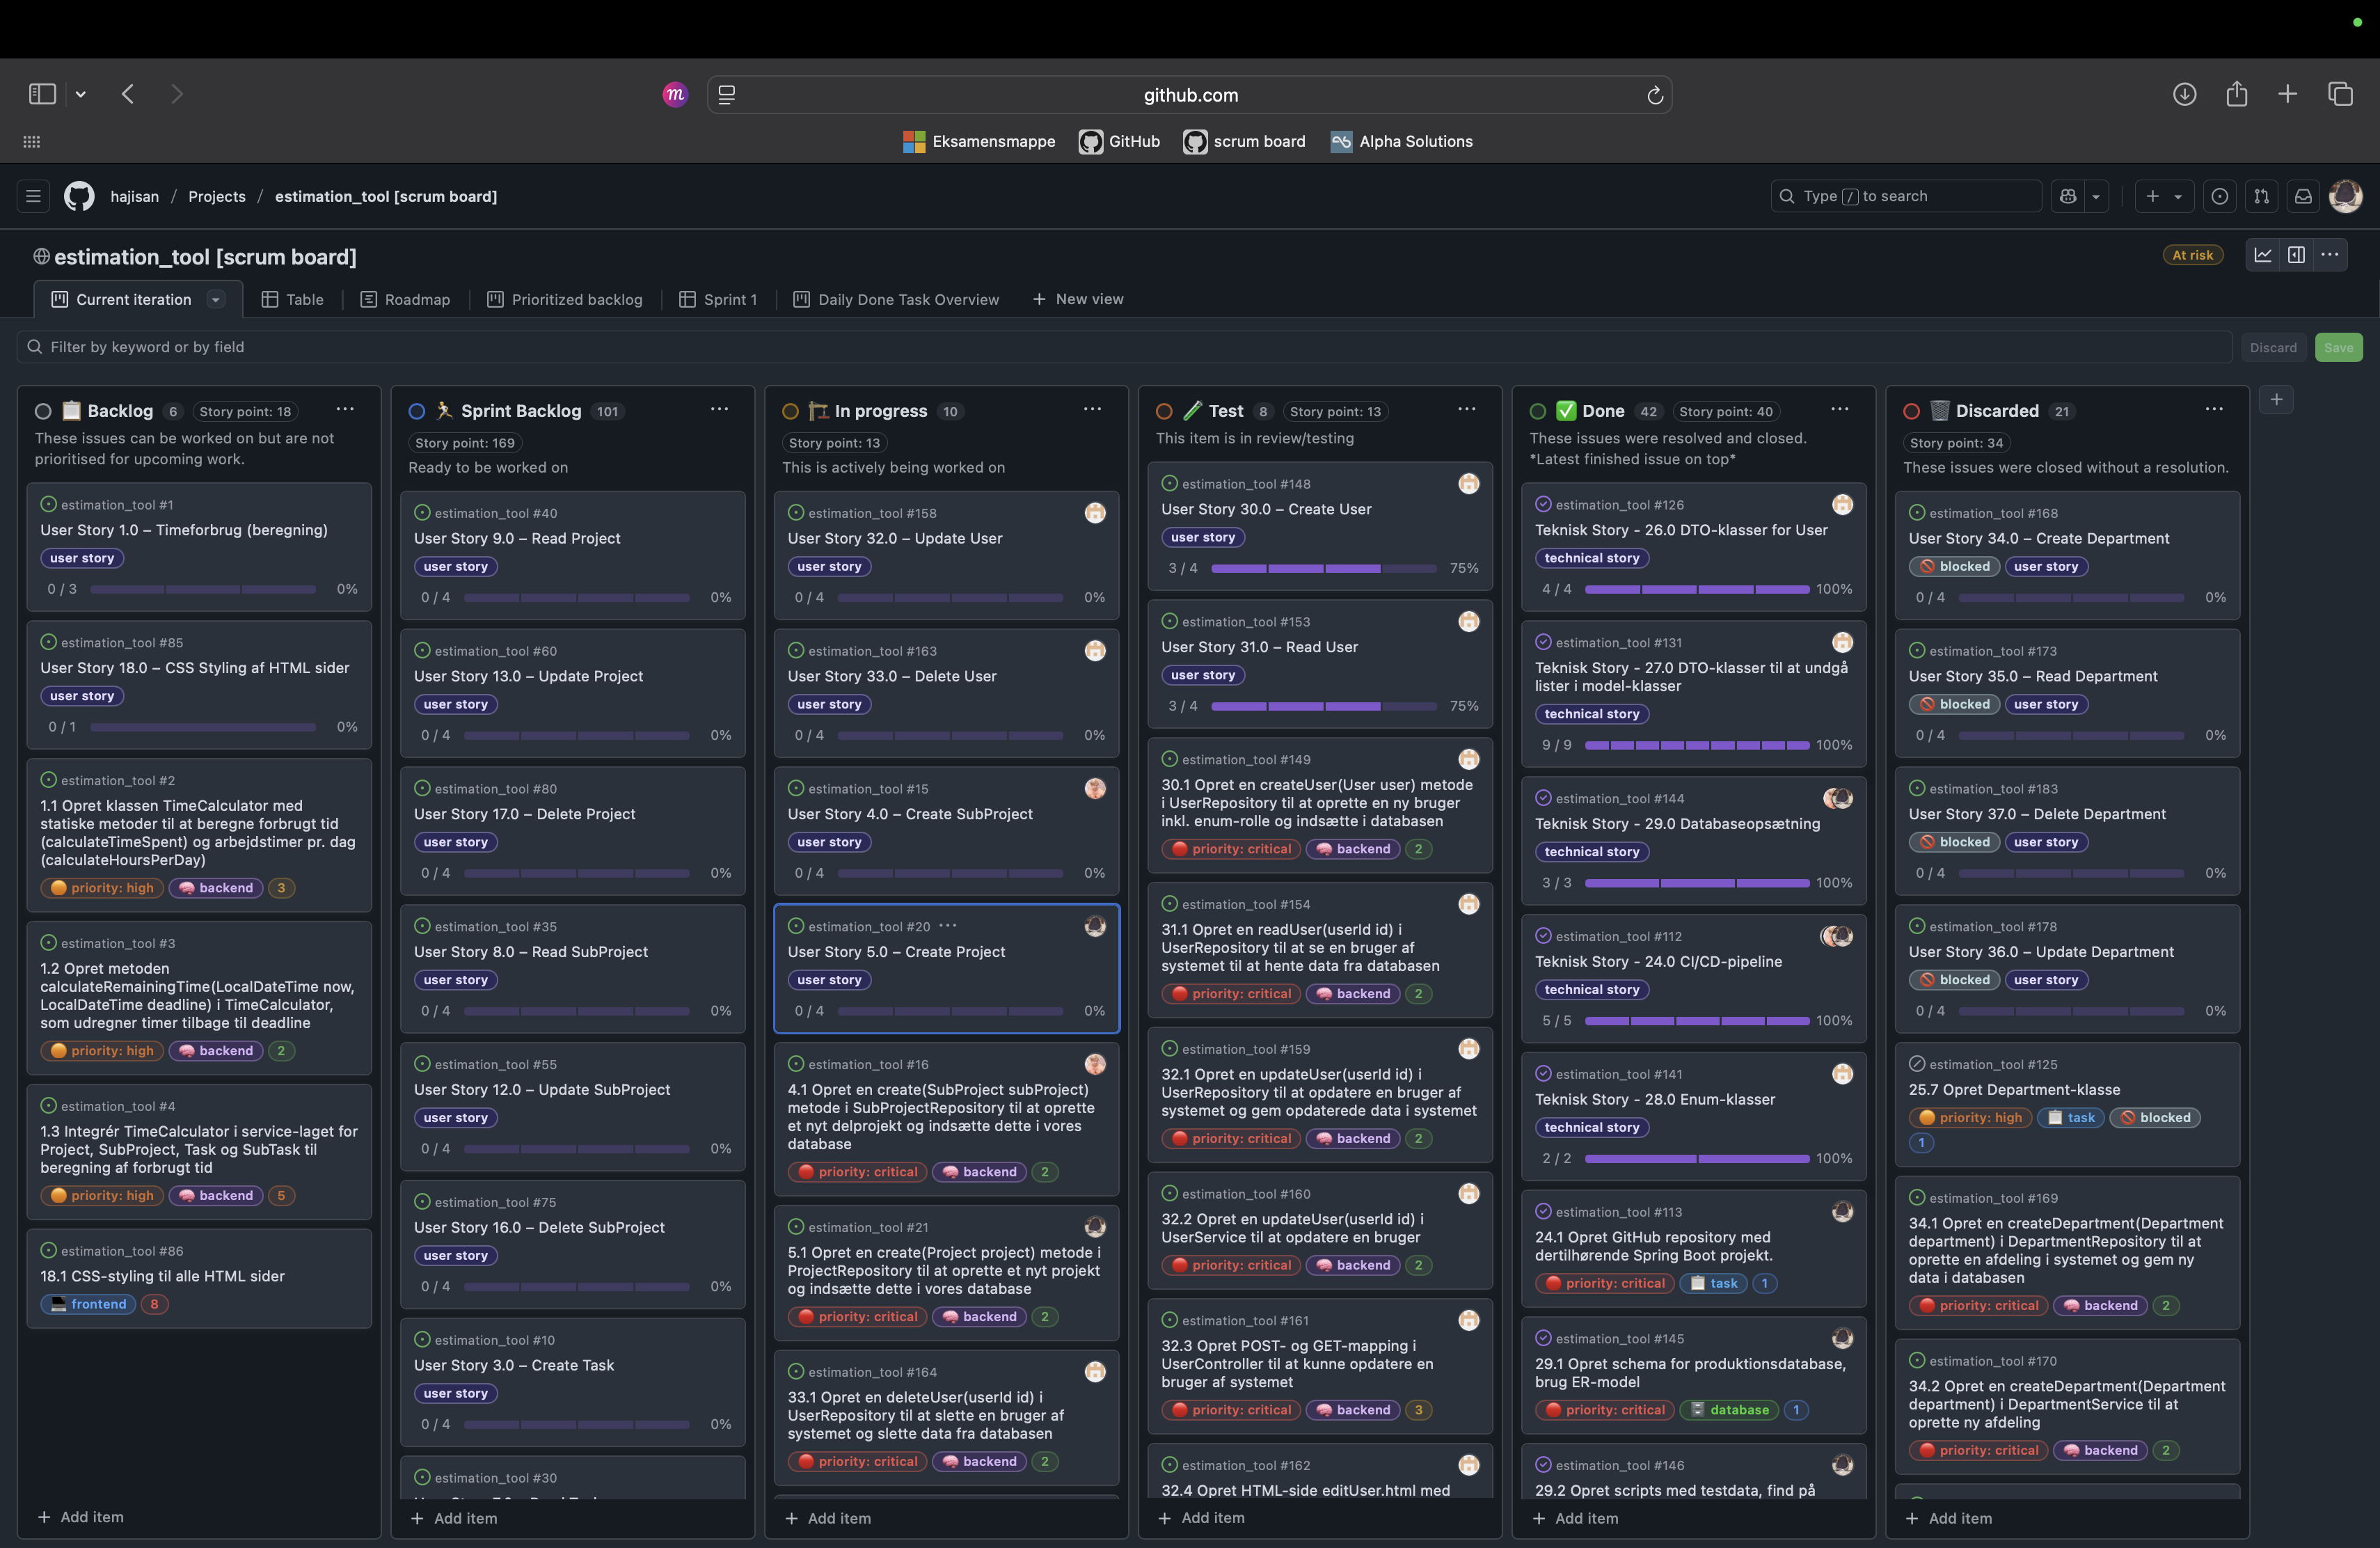 github.com
Eksamensmappe
GitHub
scrum board
Alpha Solutions
hajisan / Projects / estimation_tool [scrum board]
Type / to search
estimation_tool [scrum board]
At risk
Current iteration
Table
Roadmap
Prioritized backlog
Sprint 1
Daily Done Task Overview
New view
Filter by keyword or by field
Discard
Save
Backlog 6 Story point: 18
These issues can be worked on but are not
prioritised for upcoming work.
estimation_tool #1
User Story 1.0 – Timeforbrug (beregning)
user story
0 / 3 0%
estimation_tool #85
User Story 18.0 – CSS Styling af HTML sider
user story
0 / 1 0%
estimation_tool #2
1.1 Opret klassen TimeCalculator med
statiske metoder til at beregne forbrugt tid
(calculateTimeSpent) og arbejdstimer pr. dag
(calculateHoursPerDay)
priority: high backend 3
estimation_tool #3
1.2 Opret metoden
calculateRemainingTime(LocalDateTime now,
LocalDateTime deadline) i TimeCalculator,
som udregner timer tilbage til deadline
priority: high backend 2
estimation_tool #4
1.3 Integrér TimeCalculator i service-laget for
Project, SubProject, Task og SubTask til
beregning af forbrugt tid
priority: high backend 5
estimation_tool #86
18.1 CSS-styling til alle HTML sider
frontend 8
Add item
Sprint Backlog 101
Story point: 169
Ready to be worked on
estimation_tool #40
User Story 9.0 – Read Project
user story
0 / 4 0%
estimation_tool #60
User Story 13.0 – Update Project
user story
0 / 4 0%
estimation_tool #80
User Story 17.0 – Delete Project
user story
0 / 4 0%
estimation_tool #35
User Story 8.0 – Read SubProject
user story
0 / 4 0%
estimation_tool #55
User Story 12.0 – Update SubProject
user story
0 / 4 0%
estimation_tool #75
User Story 16.0 – Delete SubProject
user story
0 / 4 0%
estimation_tool #10
User Story 3.0 – Create Task
user story
0 / 4 0%
estimation_tool #30
Add item
In progress 10
Story point: 13
This is actively being worked on
estimation_tool #158
User Story 32.0 – Update User
user story
0 / 4 0%
estimation_tool #163
User Story 33.0 – Delete User
user story
0 / 4 0%
estimation_tool #15
User Story 4.0 – Create SubProject
user story
0 / 4 0%
estimation_tool #20
User Story 5.0 – Create Project
user story
0 / 4 0%
estimation_tool #16
4.1 Opret en create(SubProject subProject)
metode i SubProjectRepository til at oprette
et nyt delprojekt og indsætte dette i vores
database
priority: critical backend 2
estimation_tool #21
5.1 Opret en create(Project project) metode i
ProjectRepository til at oprette et nyt projekt
og indsætte dette i vores database
priority: critical backend 2
estimation_tool #164
33.1 Opret en deleteUser(userId id) i
UserRepository til at slette en bruger af
systemet og slette data fra databasen
priority: critical backend 2
Add item
Test 8 Story point: 13
This item is in review/testing
estimation_tool #148
User Story 30.0 – Create User
user story
3 / 4 75%
estimation_tool #153
User Story 31.0 – Read User
user story
3 / 4 75%
estimation_tool #149
30.1 Opret en createUser(User user) metode
i UserRepository til at oprette en ny bruger
inkl. enum-rolle og indsætte i databasen
priority: critical backend 2
estimation_tool #154
31.1 Opret en readUser(userId id) i
UserRepository til at se en bruger af
systemet til at hente data fra databasen
priority: critical backend 2
estimation_tool #159
32.1 Opret en updateUser(userId id) i
UserRepository til at opdatere en bruger af
systemet og gem opdaterede data i systemet
priority: critical backend 2
estimation_tool #160
32.2 Opret en updateUser(userId id) i
UserService til at opdatere en bruger
priority: critical backend 2
estimation_tool #161
32.3 Opret POST- og GET-mapping i
UserController til at kunne opdatere en
bruger af systemet
priority: critical backend 3
estimation_tool #162
32.4 Opret HTML-side editUser.html med
Add item
Done 42 Story point: 40
These issues were resolved and closed.
*Latest finished issue on top*
estimation_tool #126
Teknisk Story - 26.0 DTO-klasser for User
technical story
4 / 4 100%
estimation_tool #131
Teknisk Story - 27.0 DTO-klasser til at undgå
lister i model-klasser
technical story
9 / 9 100%
estimation_tool #144
Teknisk Story - 29.0 Databaseopsætning
technical story
3 / 3 100%
estimation_tool #112
Teknisk Story - 24.0 CI/CD-pipeline
technical story
5 / 5 100%
estimation_tool #141
Teknisk Story - 28.0 Enum-klasser
technical story
2 / 2 100%
estimation_tool #113
24.1 Opret GitHub repository med
dertilhørende Spring Boot projekt.
priority: critical task 1
estimation_tool #145
29.1 Opret schema for produktionsdatabase,
brug ER-model
priority: critical database 1
estimation_tool #146
29.2 Opret scripts med testdata, find på
Add item
Discarded 21
Story point: 34
These issues were closed without a resolution.
estimation_tool #168
User Story 34.0 – Create Department
blocked user story
0 / 4 0%
estimation_tool #173
User Story 35.0 – Read Department
blocked user story
0 / 4 0%
estimation_tool #183
User Story 37.0 – Delete Department
blocked user story
0 / 4 0%
estimation_tool #178
User Story 36.0 – Update Department
blocked user story
0 / 4 0%
estimation_tool #125
25.7 Opret Department-klasse
priority: high task blocked
1
estimation_tool #169
34.1 Opret en createDepartment(Department
department) i DepartmentRepository til at
oprette en afdeling i systemet og gem ny
data i databasen
priority: critical backend 2
estimation_tool #170
34.2 Opret en createDepartment(Department
department) i DepartmentService til at
oprette ny afdeling
priority: critical backend 2
Add item